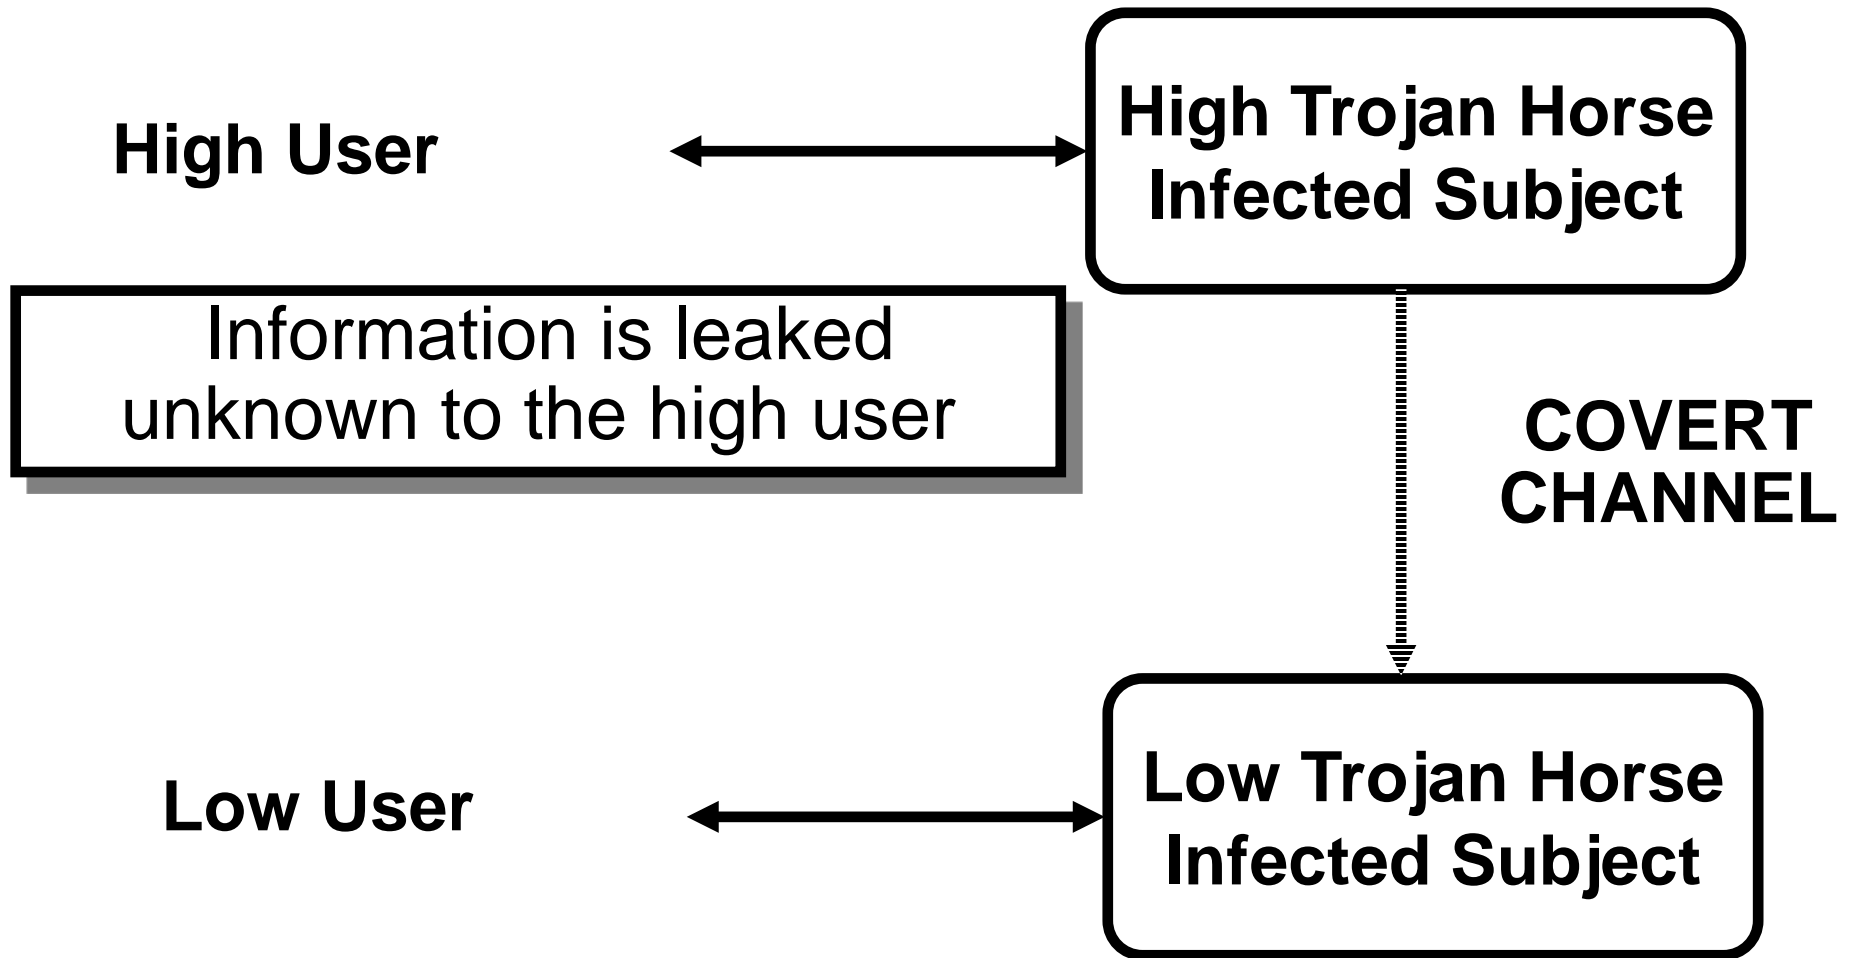 High User
High Trojan Horse
Infected Subject
Information is leaked
unknown to the high user
COVERT
CHANNEL
Low User
Low Trojan Horse
Infected Subject